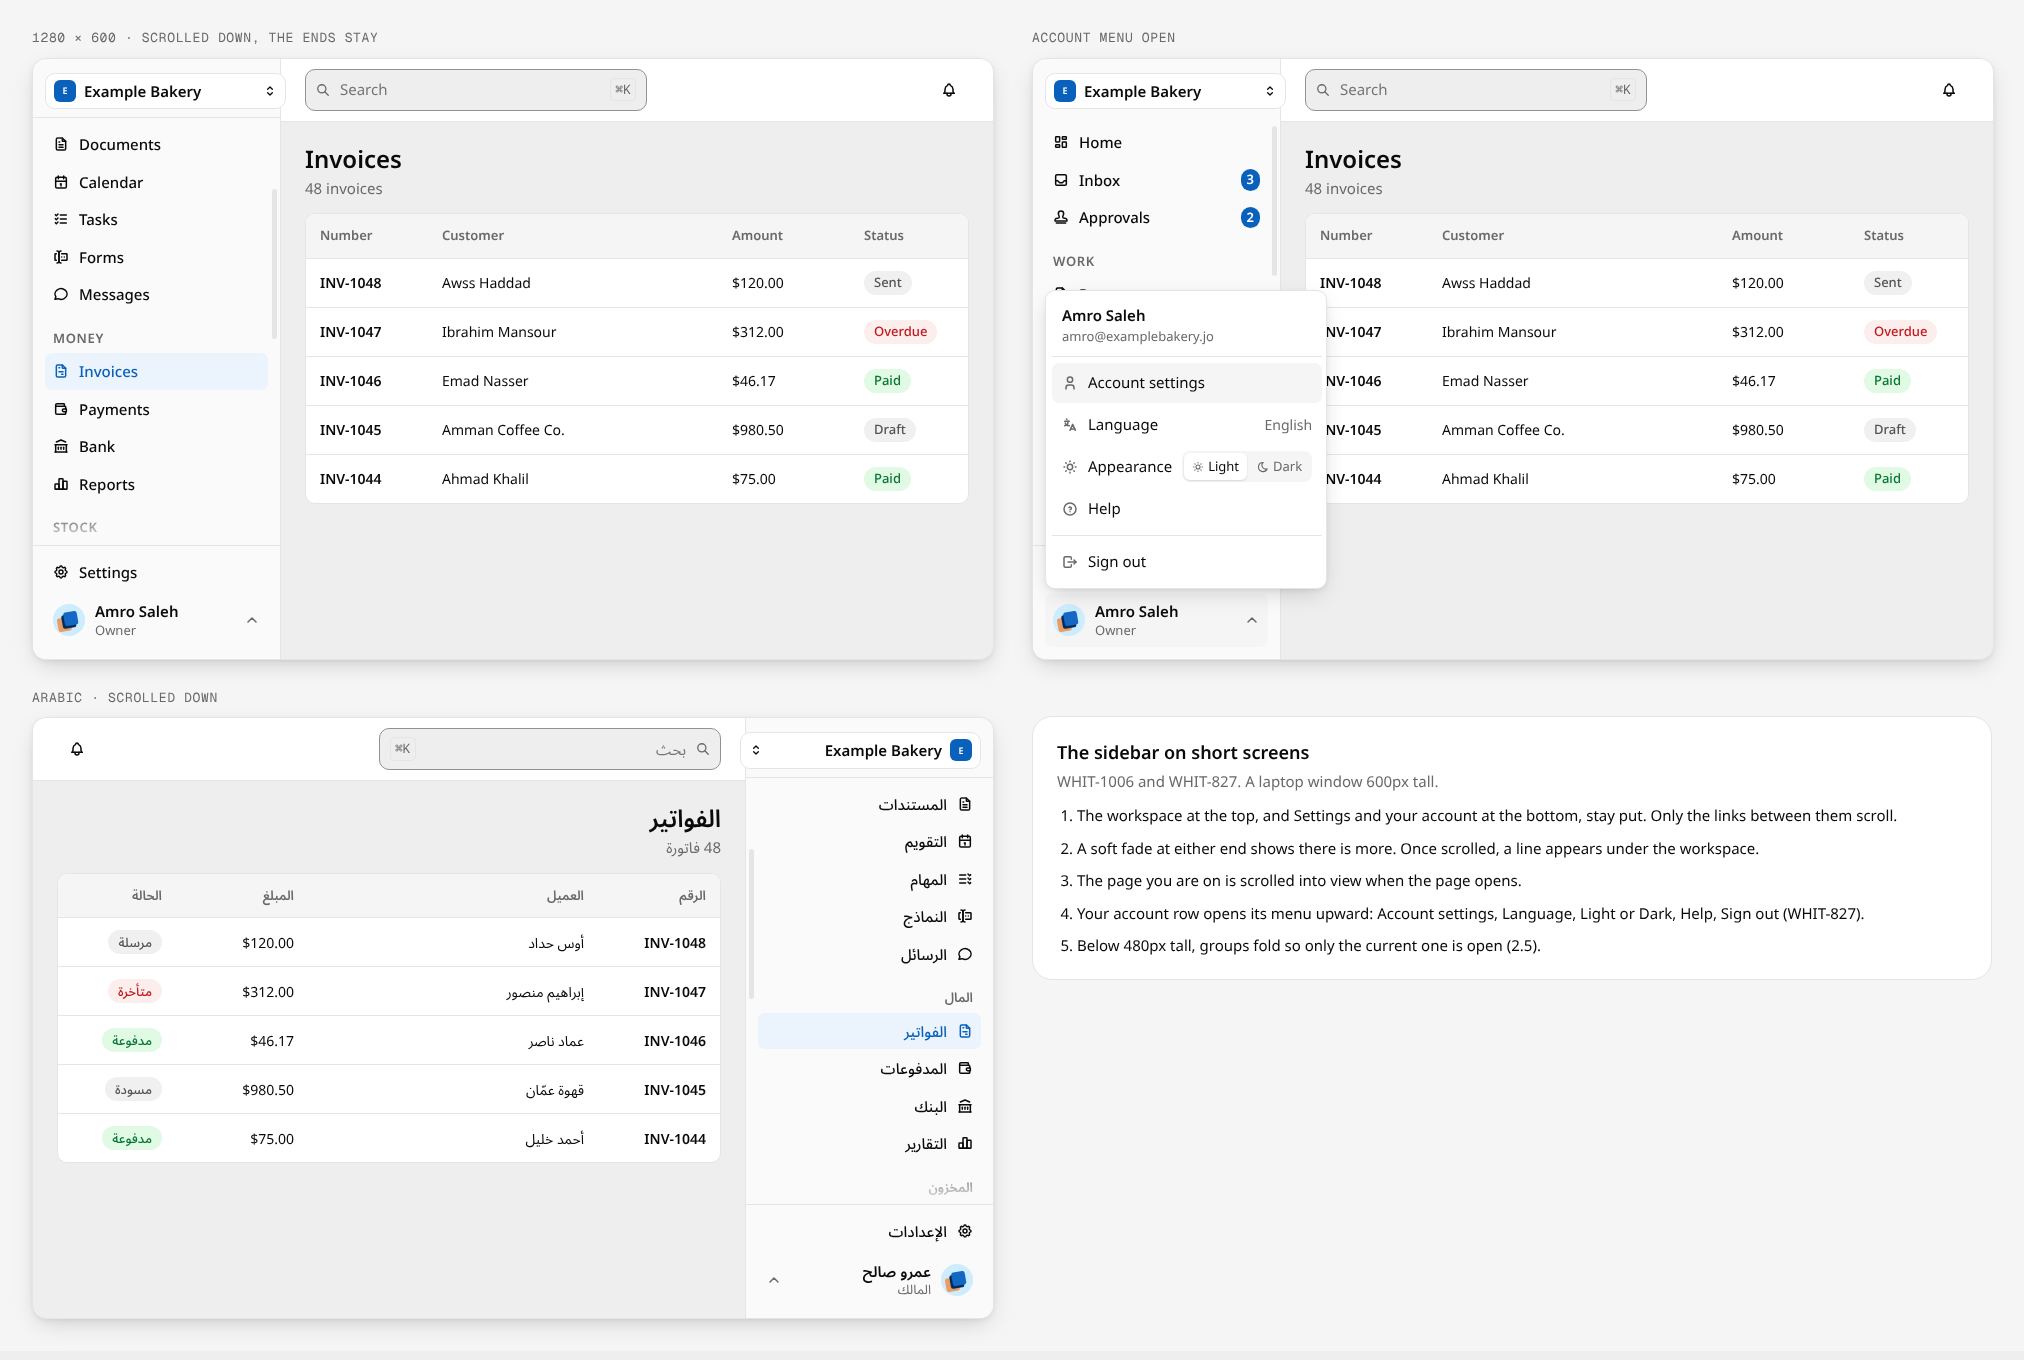 1280 × 600 · SCROLLED DOWN, THE ENDS STAY
E Example Bakery
Search ⌘K
Documents
Calendar
Tasks
Forms
Messages
MONEY
Invoices
Payments
Bank
Reports
STOCK
Settings
Amro Saleh
Owner
Invoices
48 invoices
Number Customer Amount Status
INV-1048 Awss Haddad $120.00 Sent
INV-1047 Ibrahim Mansour $312.00 Overdue
INV-1046 Emad Nasser $46.17 Paid
INV-1045 Amman Coffee Co. $980.50 Draft
INV-1044 Ahmad Khalil $75.00 Paid
ACCOUNT MENU OPEN
E Example Bakery
Search ⌘K
Home
Inbox 3
Approvals 2
WORK
Amro Saleh
amro@examplebakery.jo
Account settings
Language English
Appearance Light Dark
Help
Sign out
Amro Saleh
Owner
Invoices
48 invoices
Number Customer Amount Status
INV-1048 Awss Haddad $120.00 Sent
NV-1047 Ibrahim Mansour $312.00 Overdue
NV-1046 Emad Nasser $46.17 Paid
NV-1045 Amman Coffee Co. $980.50 Draft
NV-1044 Ahmad Khalil $75.00 Paid
ARABIC · SCROLLED DOWN
E Example Bakery
بحث ⌘K
المستندات
التقويم
المهام
النماذج
الرسائل
المال
الفواتير
المدفوعات
البنك
التقارير
المخزون
الإعدادات
عمرو صالح
المالك
الفواتير
48 فاتورة
الرقم العميل المبلغ الحالة
INV-1048 أوس حداد $120.00 مرسلة
INV-1047 إبراهيم منصور $312.00 متأخرة
INV-1046 عماد ناصر $46.17 مدفوعة
INV-1045 قهوة عمّان $980.50 مسودة
INV-1044 أحمد خليل $75.00 مدفوعة
The sidebar on short screens
WHIT-1006 and WHIT-827. A laptop window 600px tall.
1. The workspace at the top, and Settings and your account at the bottom, stay put. Only the links between them scroll.
2. A soft fade at either end shows there is more. Once scrolled, a line appears under the workspace.
3. The page you are on is scrolled into view when the page opens.
4. Your account row opens its menu upward: Account settings, Language, Light or Dark, Help, Sign out (WHIT-827).
5. Below 480px tall, groups fold so only the current one is open (2.5).